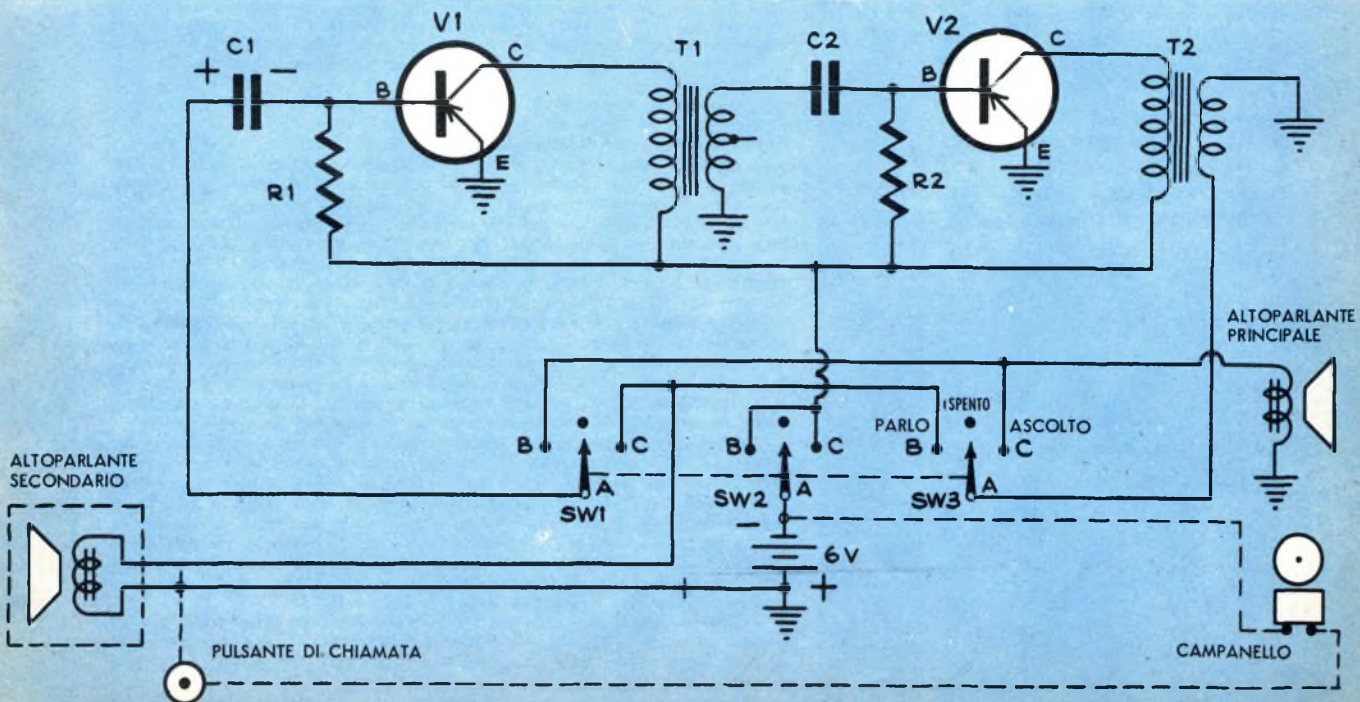 V1
C1
C
T1
C2
V2
C
T2
+
−
B
B
E
E
R1
R2
ALTOPARLANTE
PRINCIPALE
PARLO
(SPENTO
ASCOLTO
B
C
B
C
B
C
A
A
A
SW1
SW2
SW3
ALTOPARLANTE
SECONDARIO
−
6V
+
+
PULSANTE DI CHIAMATA
CAMPANELLO